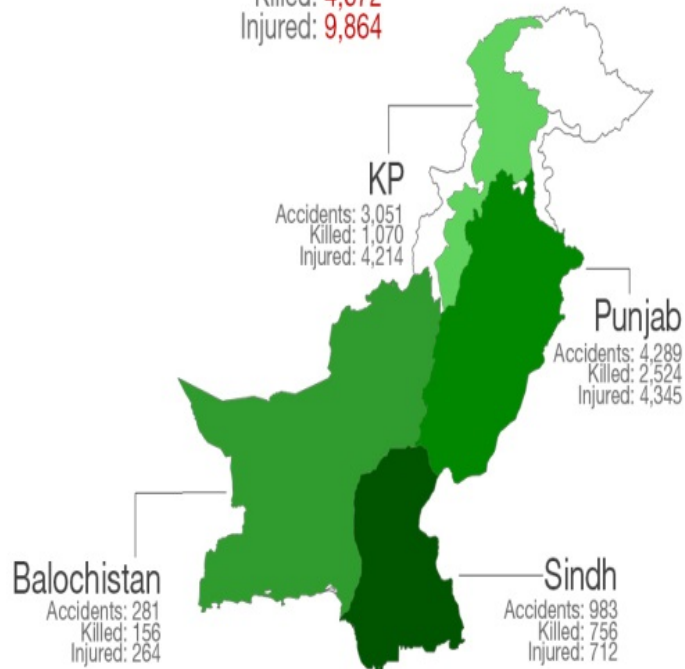 Killed:
Injured: 9,864
KP
Accidents: 3,051
Killed: 1,070
Injured: 4,214
Punjab
Accidents: 4,289
Killed: 2,524
Injured: 4,345
Balochistan
Accidents: 281
Killed: 156
Injured: 264
Sindh
Accidents: 983
Killed: 756
Injured: 712